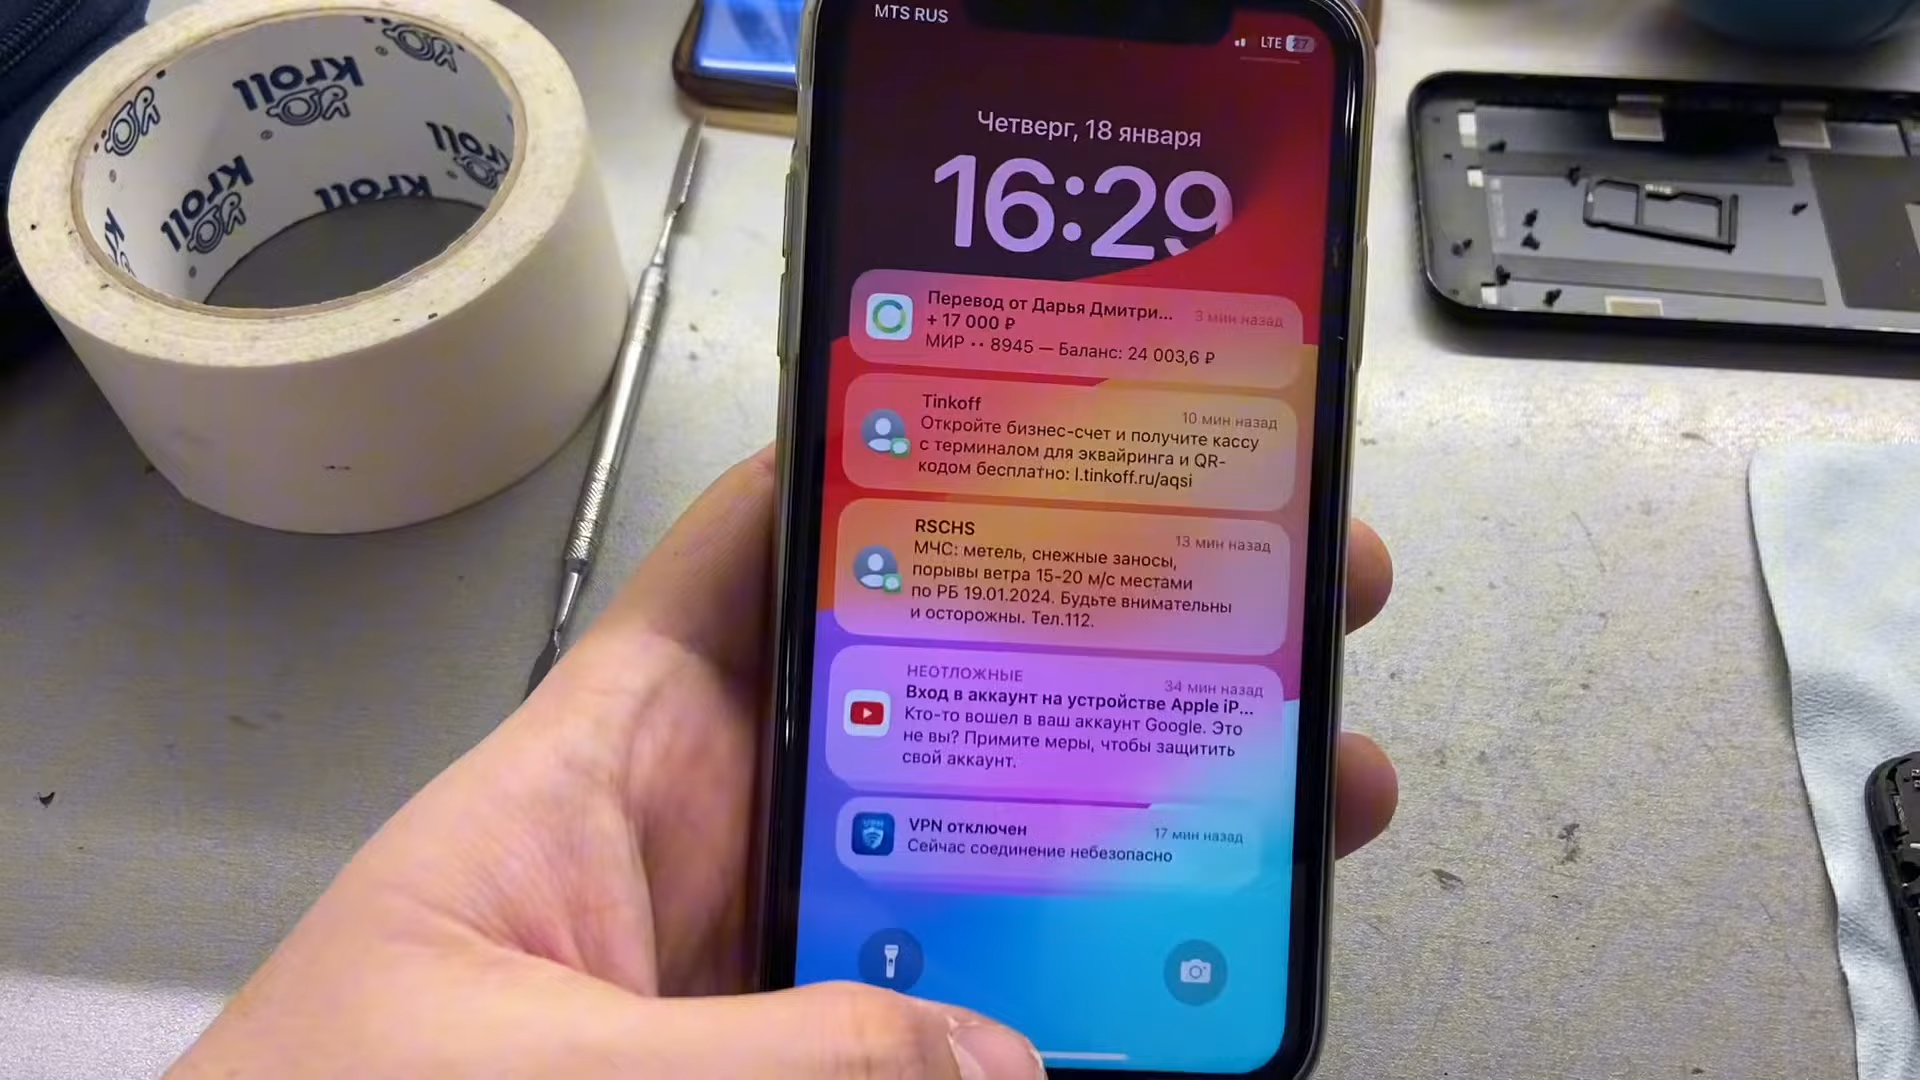 Kroll
Kroll
Kroll
Kroll
MTS RUS
LTE 27
Четверг, 18 января
16:29
Перевод от Дарья Дмитри...
3 мин назад
+ 17 000 ₽
МИР ·· 8945 — Баланс: 24 003,6 ₽
Tinkoff
10 мин назад
Откройте бизнес-счет и получите кассу
с терминалом для эквайринга и QR-
кодом бесплатно: l.tinkoff.ru/aqsi
RSCHS
13 мин назад
МЧС: метель, снежные заносы,
порывы ветра 15-20 м/с местами
по РБ 19.01.2024. Будьте внимательны
и осторожны. Тел.112.
НЕОТЛОЖНЫЕ
34 мин назад
Вход в аккаунт на устройстве Apple iP...
Кто-то вошел в ваш аккаунт Google. Это
не вы? Примите меры, чтобы защитить
свой аккаунт.
VPN
VPN отключен
17 мин назад
Сейчас соединение небезопасно